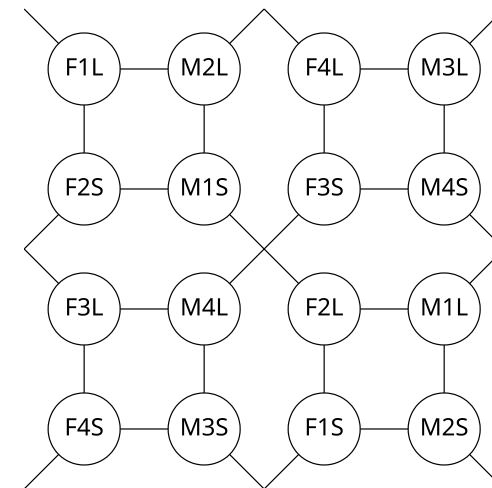 F1L M2L F4L M3L
F2S M1S F3S M4S
F3L M4L F2L M1L
F4S M3S F1S M2S